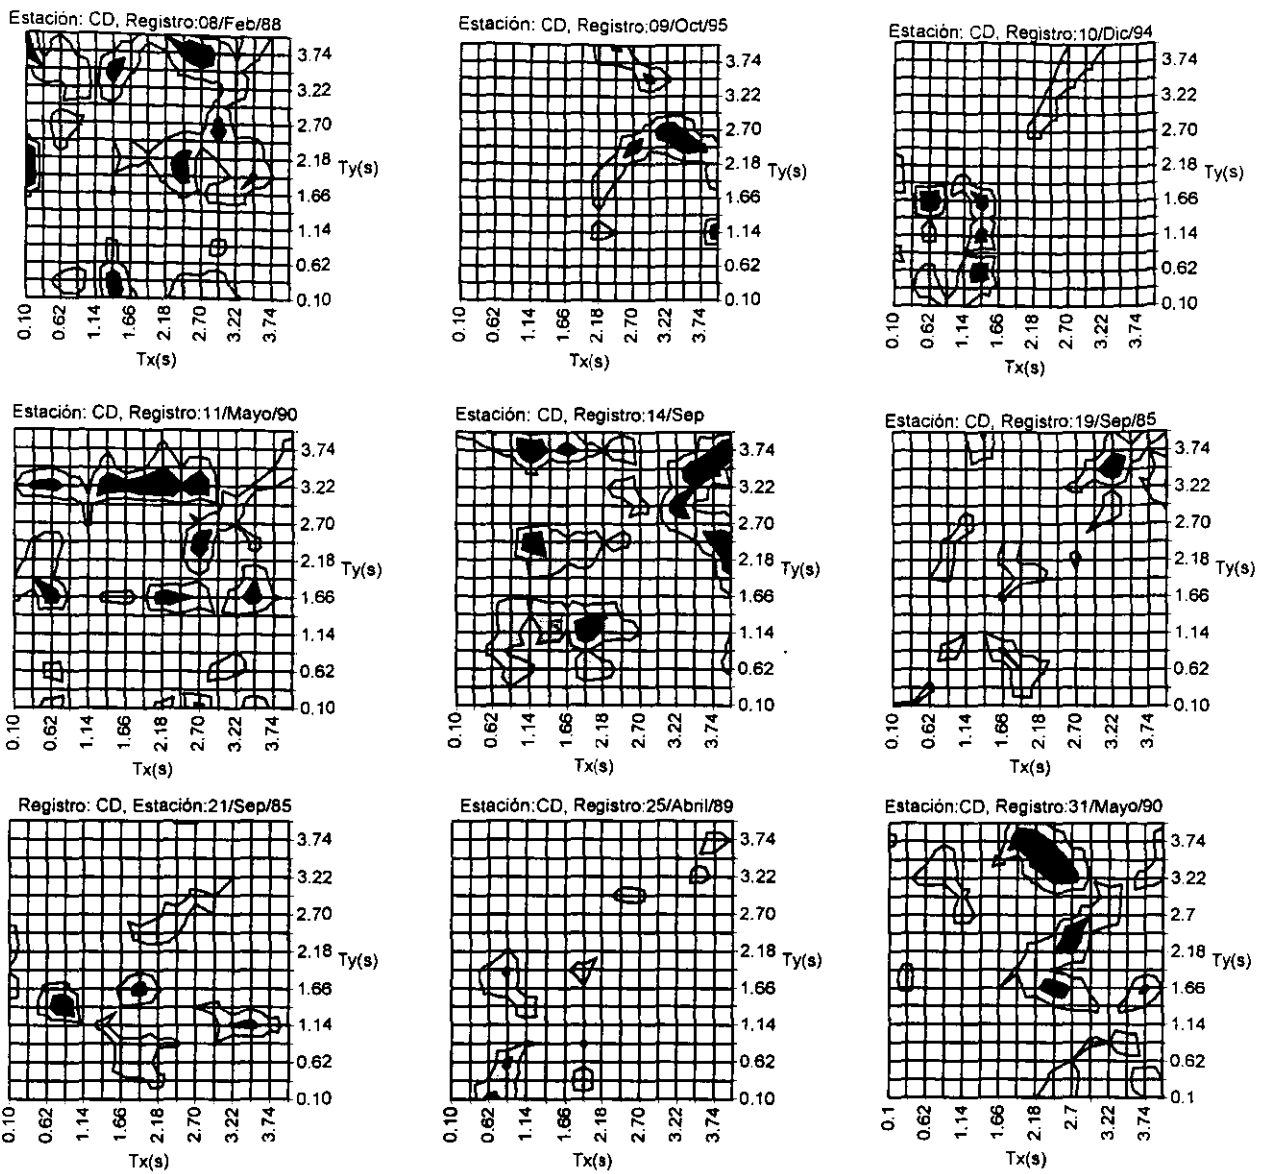 Estación: CD, Registro:08/Feb/88
3.74
3.22
2.70
2.18
Ty(s)
1.66
1.14
0.62
0.10
0.10 0.62 1.14 1.66 2.18 2.70 3.22 3.74
Tx(s)
Estación: CD, Registro:09/Oct/95
3.74
3.22
2.70
2.18
Ty(s)
1.66
1.14
0.62
0.10
0.10 0.62 1.14 1.66 2.18 2.70 3.22 3.74
Tx(s)
Estación: CD, Registro:10/Dic/94
3.74
3.22
2.70
2.18
Ty(s)
1.66
1.14
0.62
0.10
0.10 0.62 1.14 1.66 2.18 2.70 3.22 3.74
Tx(s)
Estación: CD, Registro:11/Mayo/90
3.74
3.22
2.70
2.18
Ty(s)
1.66
1.14
0.62
0.10
0.10 0.62 1.14 1.66 2.18 2.70 3.22 3.74
Tx(s)
Estación: CD, Registro:14/Sep
3.74
3.22
2.70
2.18
Ty(s)
1.66
1.14
0.62
0.10
0.10 0.62 1.14 1.66 2.18 2.70 3.22 3.74
Tx(s)
Estación: CD, Registro:19/Sep/85
3.74
3.22
2.70
2.18
Ty(s)
1.66
1.14
0.62
0.10
0.10 0.62 1.14 1.66 2.18 2.70 3.22 3.74
Tx(s)
Registro: CD, Estación:21/Sep/85
3.74
3.22
2.70
2.18
Ty(s)
1.66
1.14
0.62
0.10
0.10 0.62 1.14 1.66 2.18 2.70 3.22 3.74
Tx(s)
Estación:CD, Registro:25/Abril/89
3.74
3.22
2.70
2.18
Ty(s)
1.66
1.14
0.62
0.10
0.10 0.62 1.14 1.66 2.18 2.70 3.22 3.74
Tx(s)
Estación:CD, Registro:31/Mayo/90
3.74
3.22
2.7
2.18
Ty(s)
1.66
1.14
0.62
0.1
0.1 0.62 1.14 1.66 2.18 2.7 3.22 3.74
Tx(s)